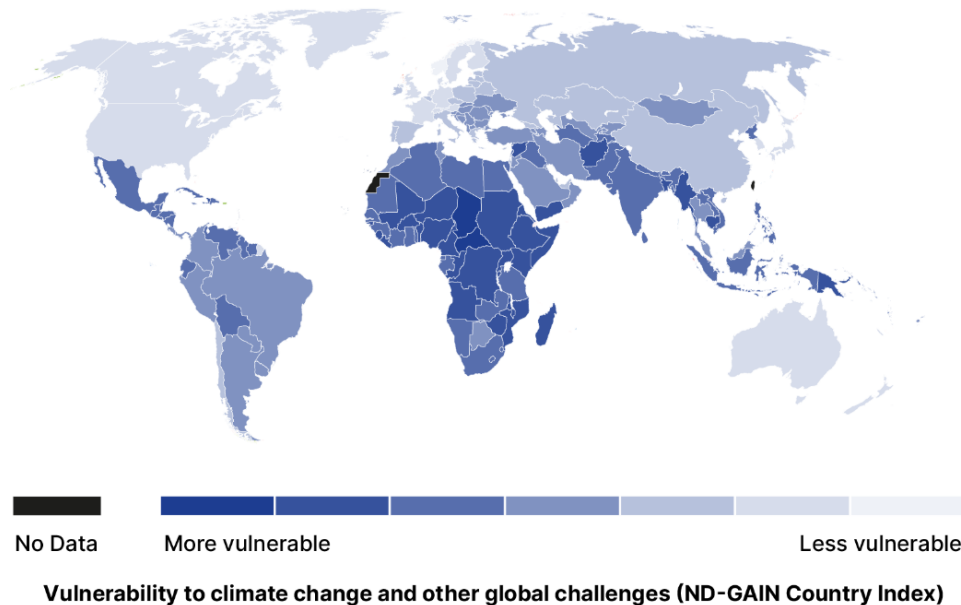 No Data
More vulnerable
Less vulnerable
Vulnerability to climate change and other global challenges (ND-GAIN Country Index)